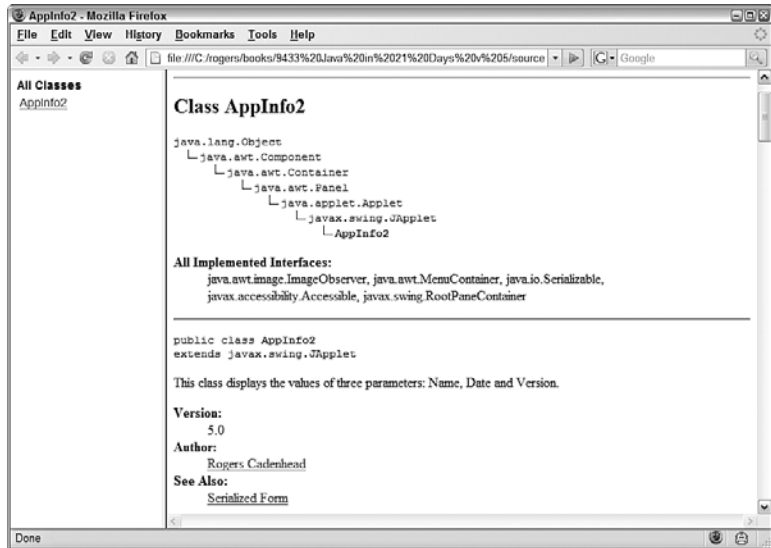 AppInfo2 - Mozilla Firefox
File Edit View History Bookmarks Tools Help
file:///C:/rogers/books/9433%20Java%20in%2021%20Days%20v%205/source
G Google
All Classes
AppInfo2
Class AppInfo2
java.lang.Object
java.awt.Component
java.awt.Container
java.awt.Panel
java.applet.Applet
javax.swing.JApplet
AppInfo2
All Implemented Interfaces:
java.awt.image.ImageObserver, java.awt.MenuContainer, java.io.Serializable,
javax.accessibility.Accessible, javax.swing.RootPaneContainer
public class AppInfo2
extends javax.swing.JApplet
This class displays the values of three parameters: Name, Date and Version.
Version:
5.0
Author:
Rogers Cadenhead
See Also:
Serialized Form
Done